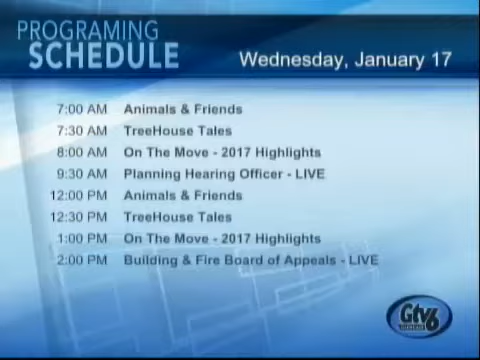 PROGRAMING
SCHEDULE
Wednesday, January 17
7:00 AM Animals & Friends
7:30 AM TreeHouse Tales
8:00 AM On The Move - 2017 Highlights
9:30 AM Planning Hearing Officer - LIVE
12:00 PM Animals & Friends
12:30 PM TreeHouse Tales
1:00 PM On The Move - 2017 Highlights
2:00 PM Building & Fire Board of Appeals - LIVE
Gtv6